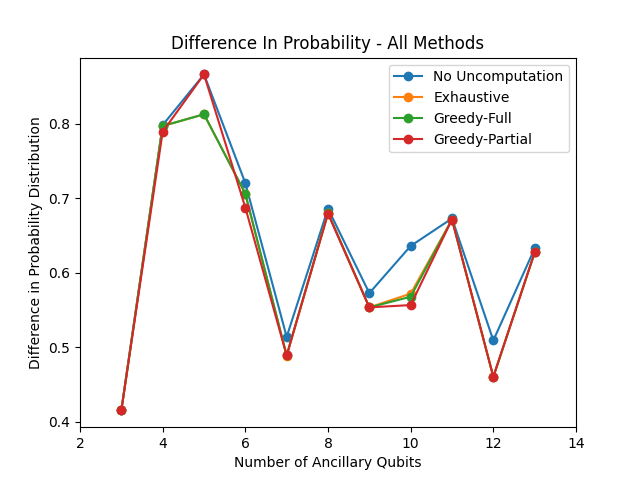 Difference In Probability - All Methods
No Uncomputation
Exhaustive
Greedy-Full
Greedy-Partial
Difference in Probability Distribution
0.8
0.7
0.6
0.5
0.4
2 4 6 8 10 12 14
Number of Ancillary Qubits